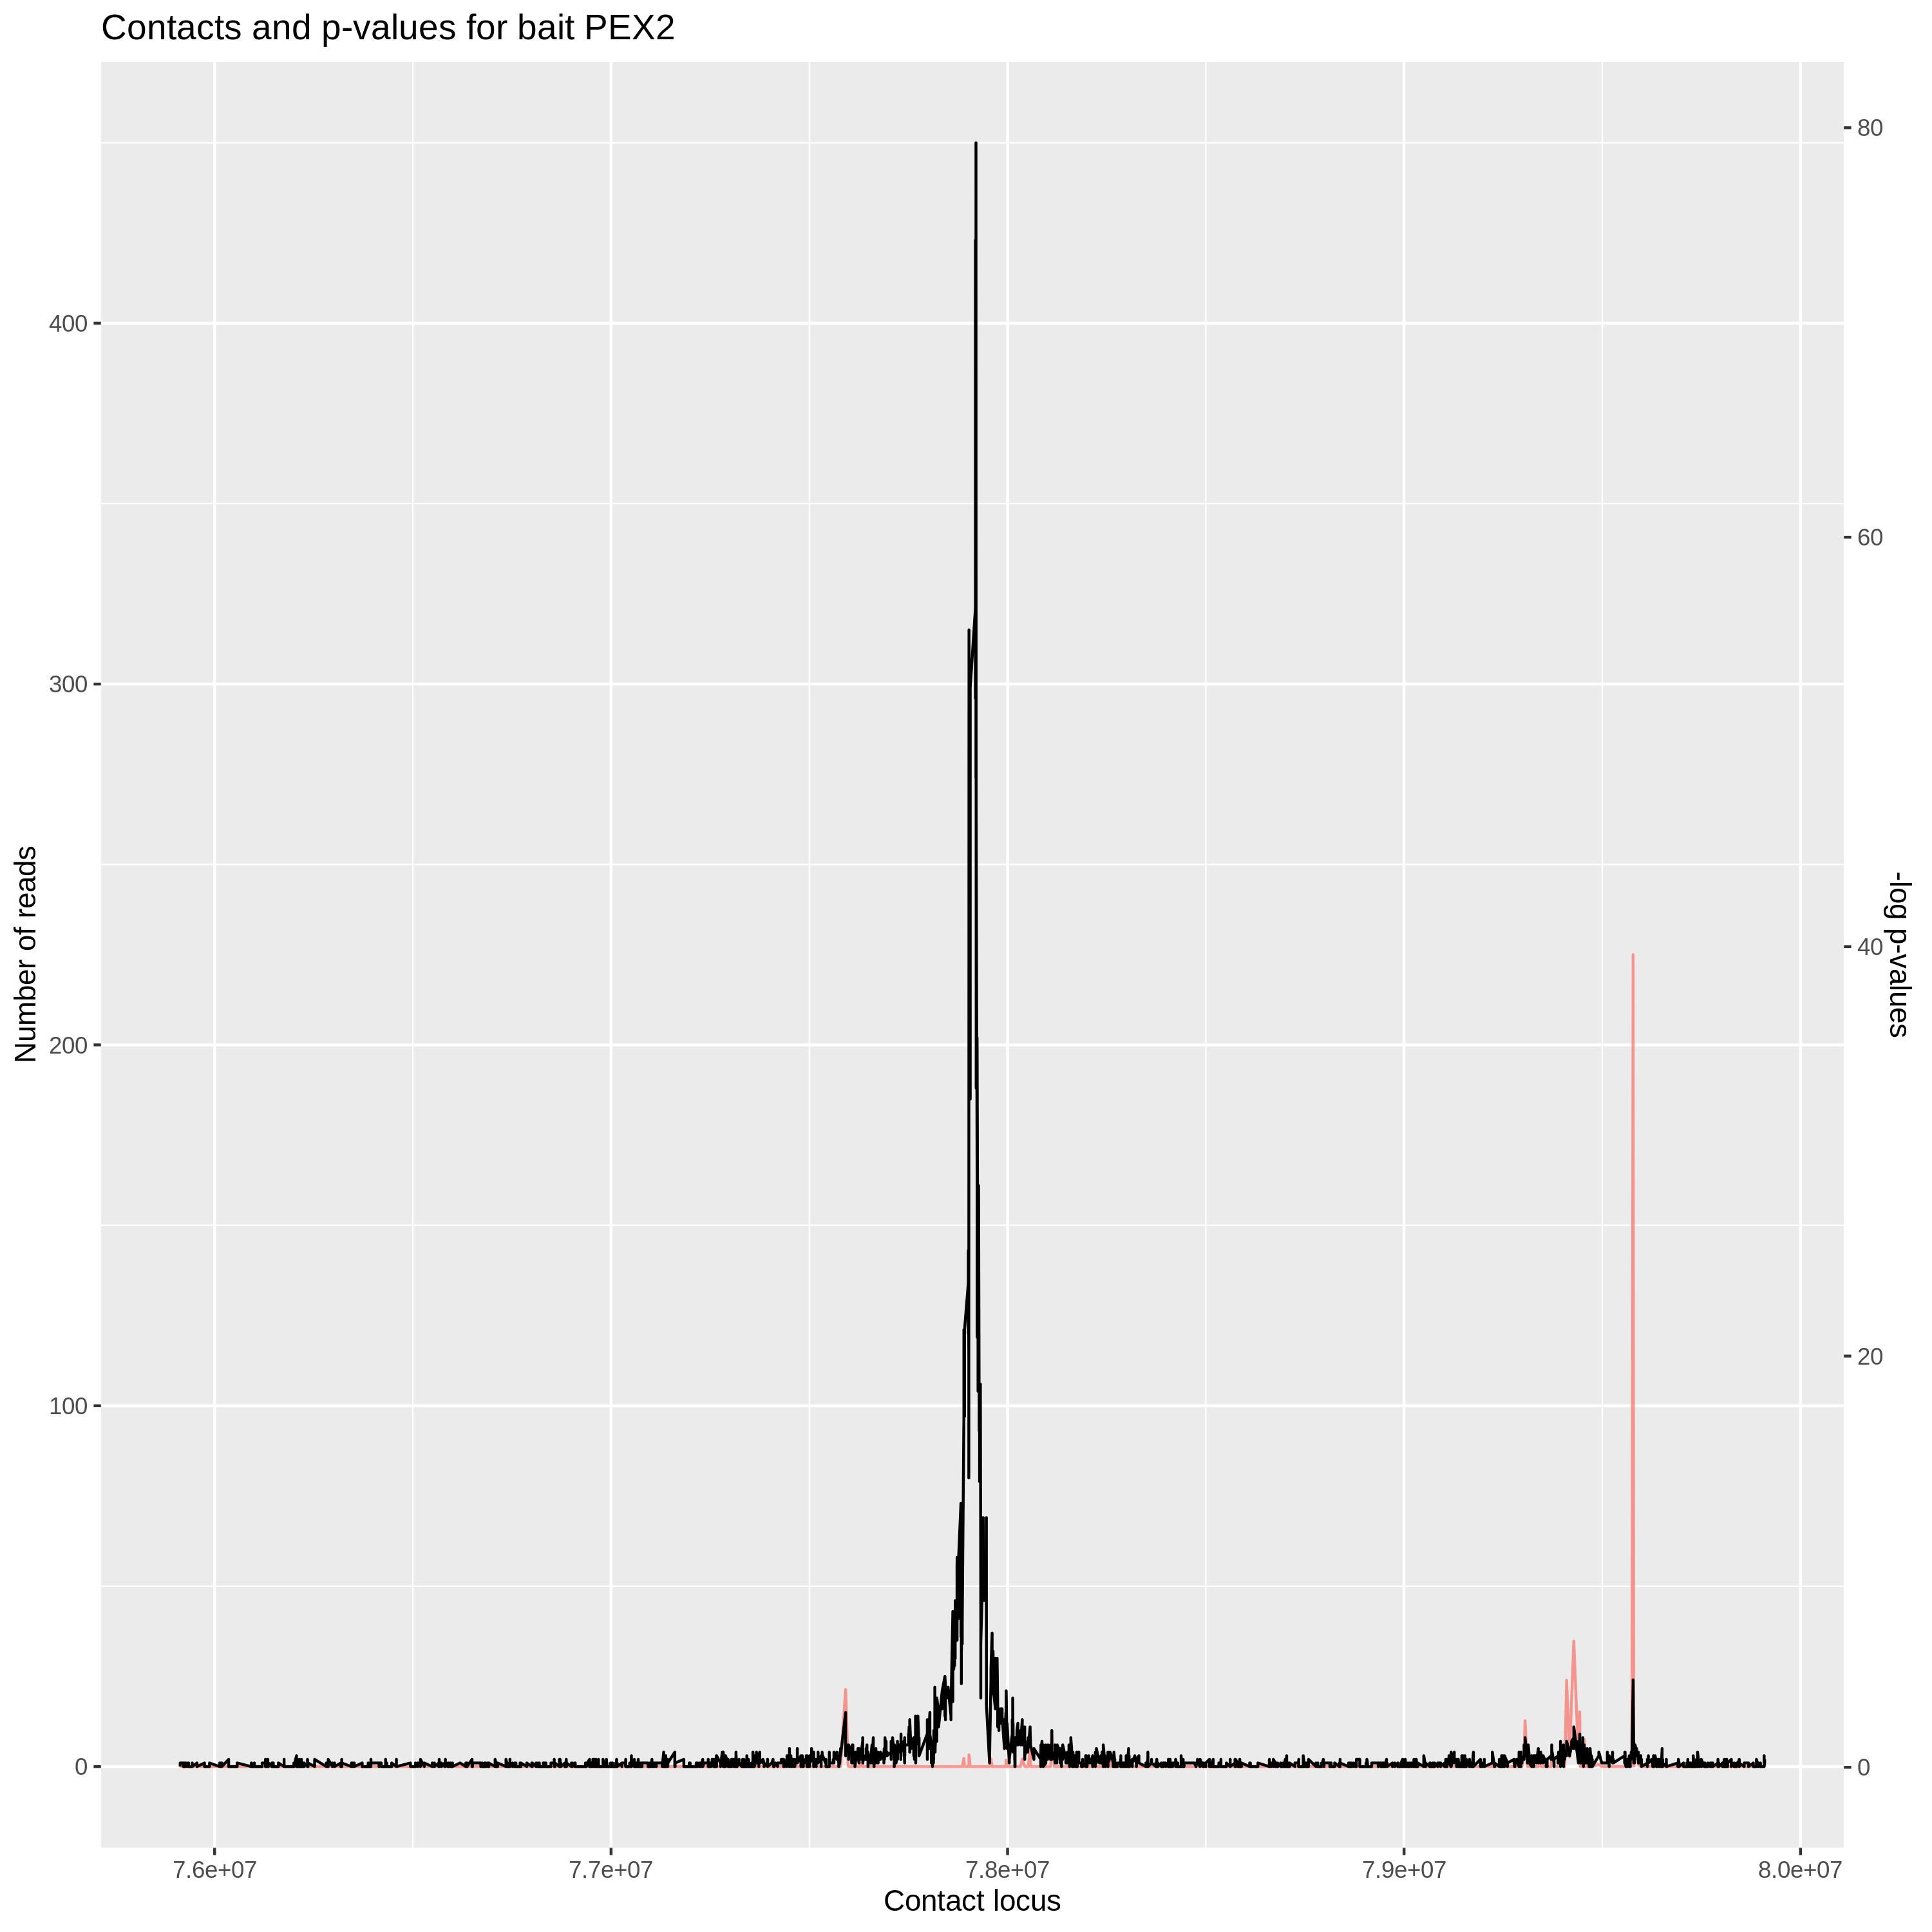 Contacts and p-values for bait PEX2
Number of reads
400
300
200
100
0
80
60
40
20
0
-log p-values
7.6e+07 7.7e+07 7.8e+07 7.9e+07 8.0e+07
Contact locus